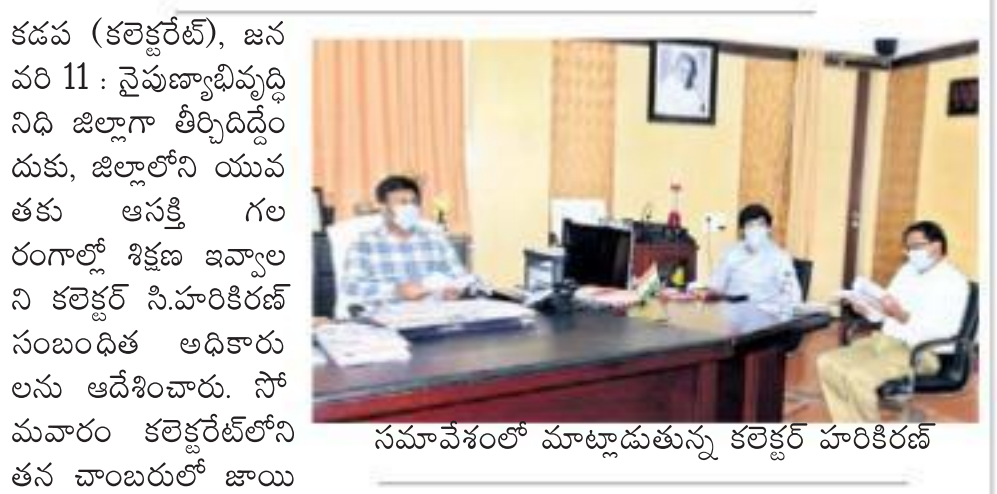 కడప (కలెక్టరేట్), జన
వరి 11 : నైపుణ్యాభివృద్ధి
నిధి జిల్లాగా తీర్చిదిద్దేం
దుకు, జిల్లాలోని యువ
తకు ఆసక్తి గల
రంగాల్లో శిక్షణ ఇవ్వాల
ని కలెక్టర్ సి.హరికిరణ్
సంబంధిత అధికారు
లను ఆదేశించారు. సో
మవారం కలెక్టరేట్‌లోని
తన చాంబరులో జాయి
సమావేశంలో మాట్లాడుతున్న కలెక్టర్ హరికిరణ్